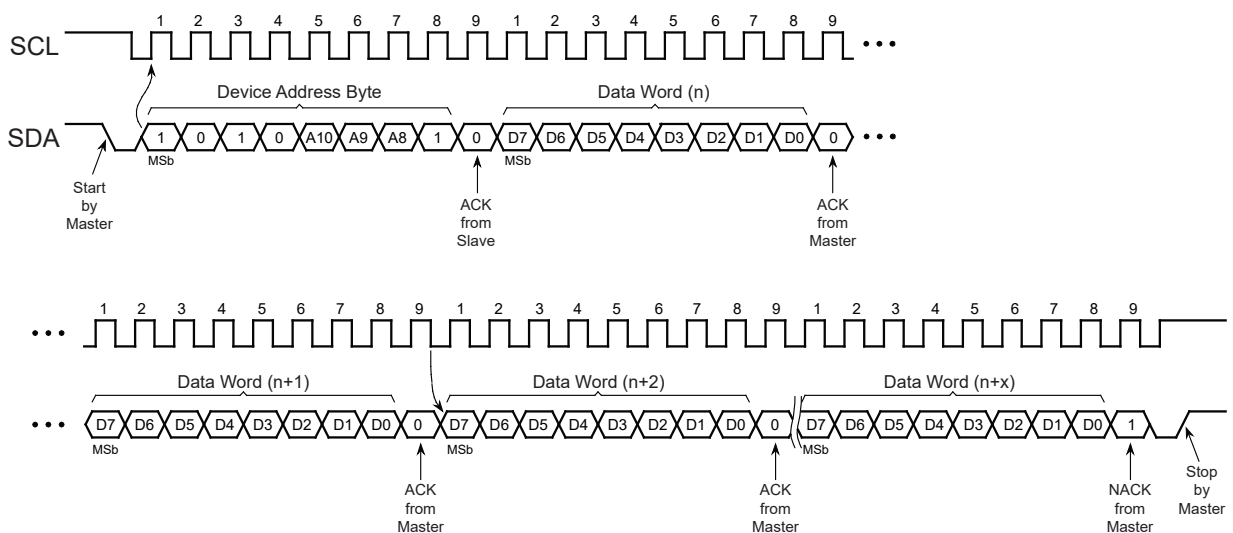 1 2 3 4 5 6 7 8 9 1 2 3 4 5 6 7 8 9
SCL
Device Address Byte Data Word (n)
SDA 1 0 1 0 A10 A9 A8 1 0 D7 D6 D5 D4 D3 D2 D1 D0 0
MSb MSb
Start
by
Master
ACK
from
Slave
ACK
from
Master
1 2 3 4 5 6 7 8 9 1 2 3 4 5 6 7 8 9 1 2 3 4 5 6 7 8 9
Data Word (n+1) Data Word (n+2) Data Word (n+x)
D7 D6 D5 D4 D3 D2 D1 D0 0 D7 D6 D5 D4 D3 D2 D1 D0 0 D7 D6 D5 D4 D3 D2 D1 D0 1
MSb MSb MSb
ACK
from
Master
ACK
from
Master
NACK
from
Master
Stop
by
Master